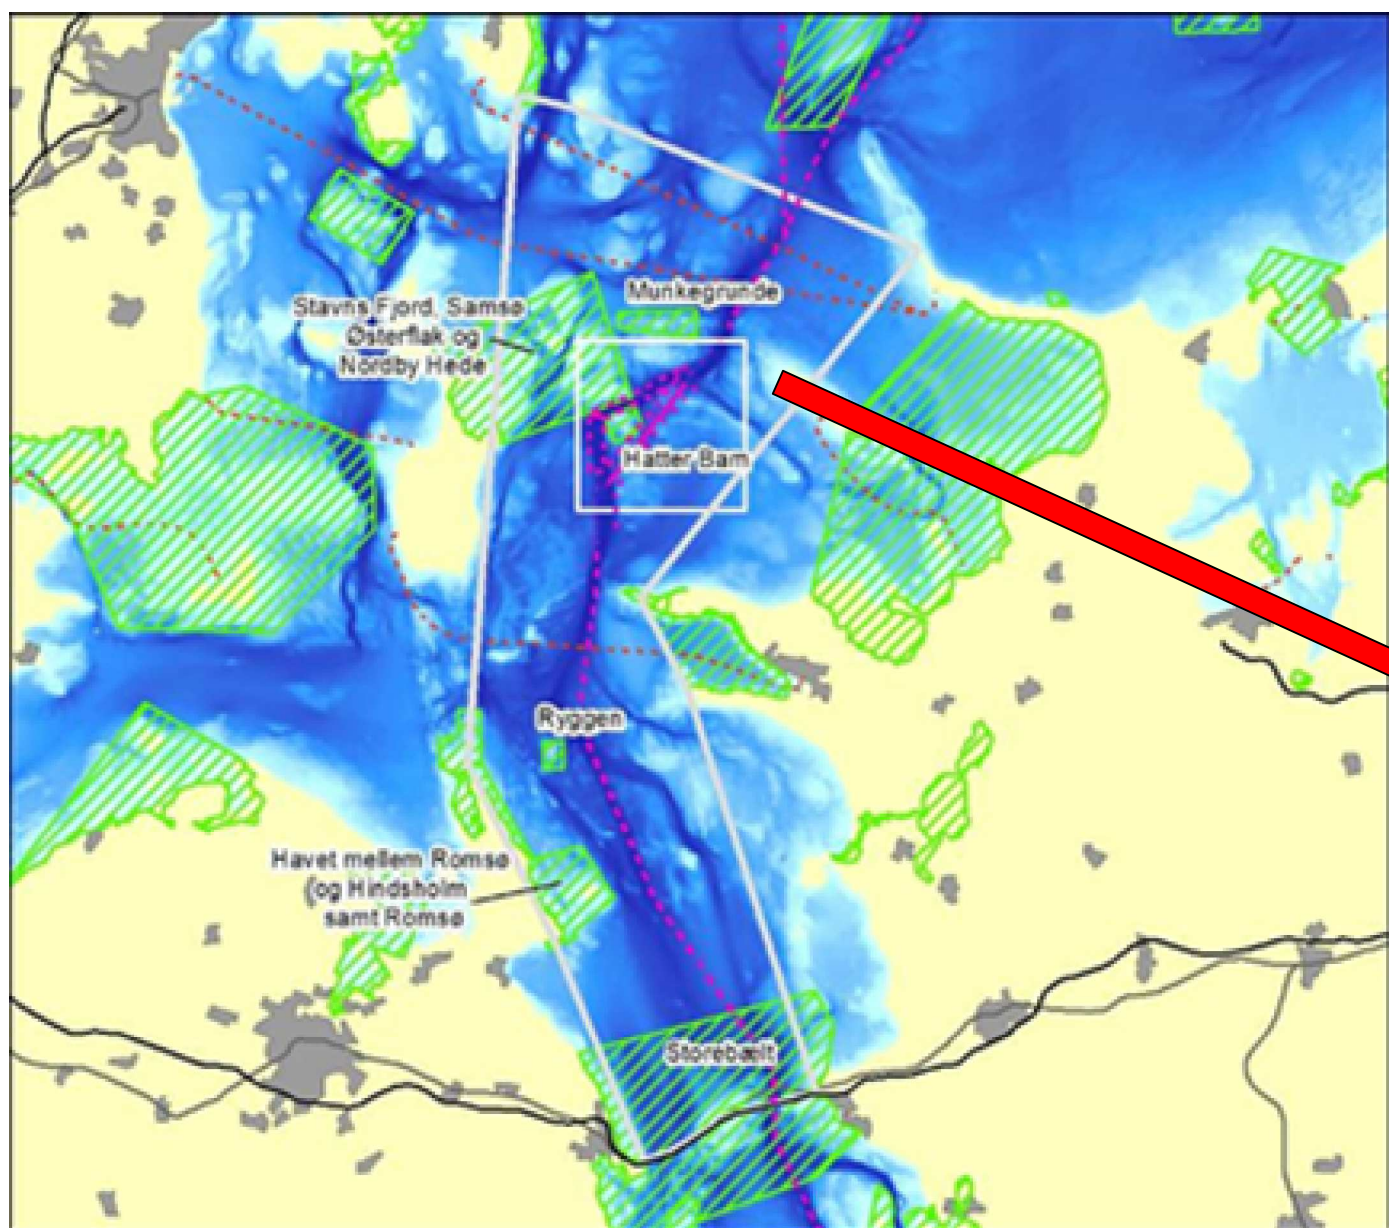 Munkegrunde
Stavns Fjord, Samsø
Østerflak og
Nordby Hede
Hatter Barn
Ryggen
Havet mellem Romsø
(og Hindsholm
samt Romsø
Storebælt